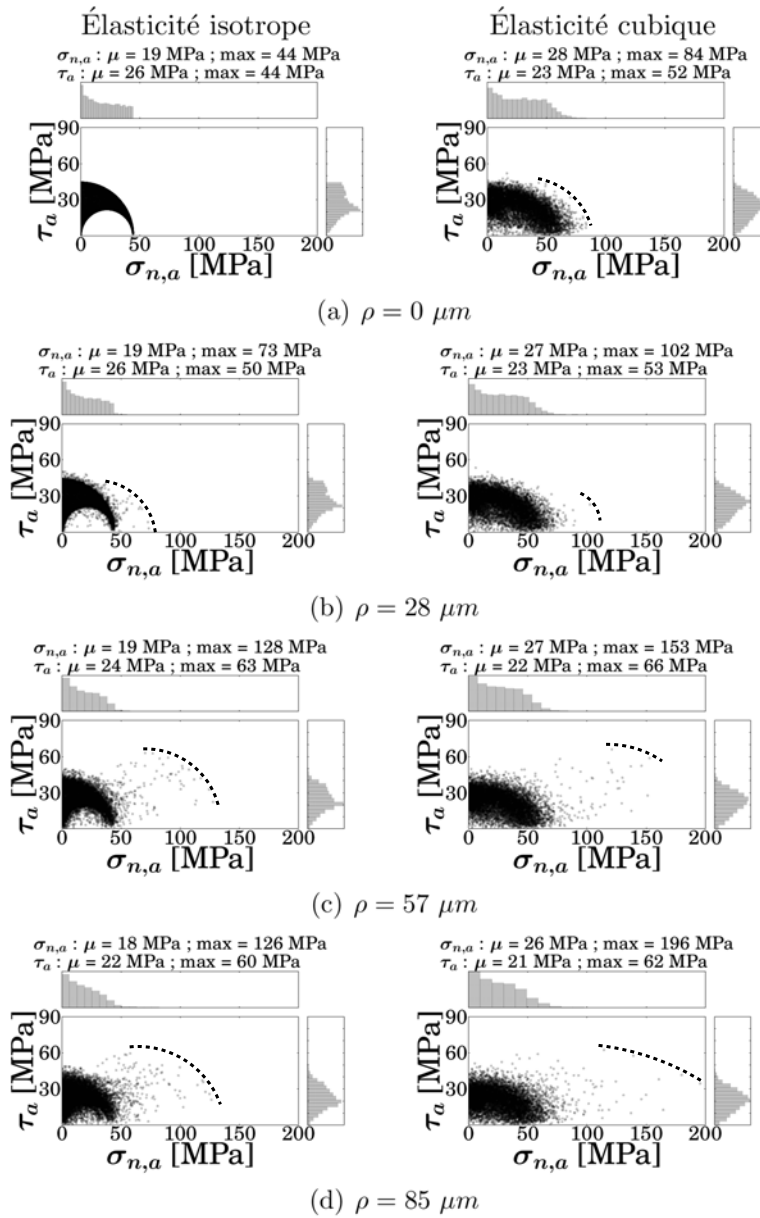 Élasticité isotrope
σn,a : μ = 19 MPa ; max = 44 MPa
τa : μ = 26 MPa ; max = 44 MPa
90
60
30
τa [MPa]
0 50 100 150 200
σn,a [MPa]
Élasticité cubique
σn,a : μ = 28 MPa ; max = 84 MPa
τa : μ = 23 MPa ; max = 52 MPa
90
60
30
τa [MPa]
0 50 100 150 200
σn,a [MPa]
(a) ρ = 0 μm
σn,a : μ = 19 MPa ; max = 73 MPa
τa : μ = 26 MPa ; max = 50 MPa
90
60
30
τa [MPa]
0 50 100 150 200
σn,a [MPa]
σn,a : μ = 27 MPa ; max = 102 MPa
τa : μ = 23 MPa ; max = 53 MPa
90
60
30
τa [MPa]
0 50 100 150 200
σn,a [MPa]
(b) ρ = 28 μm
σn,a : μ = 19 MPa ; max = 128 MPa
τa : μ = 24 MPa ; max = 63 MPa
90
60
30
τa [MPa]
0 50 100 150 200
σn,a [MPa]
σn,a : μ = 27 MPa ; max = 153 MPa
τa : μ = 22 MPa ; max = 66 MPa
90
60
30
τa [MPa]
0 50 100 150 200
σn,a [MPa]
(c) ρ = 57 μm
σn,a : μ = 18 MPa ; max = 126 MPa
τa : μ = 22 MPa ; max = 60 MPa
90
60
30
τa [MPa]
0 50 100 150 200
σn,a [MPa]
σn,a : μ = 26 MPa ; max = 196 MPa
τa : μ = 21 MPa ; max = 62 MPa
90
60
30
τa [MPa]
0 50 100 150 200
σn,a [MPa]
(d) ρ = 85 μm